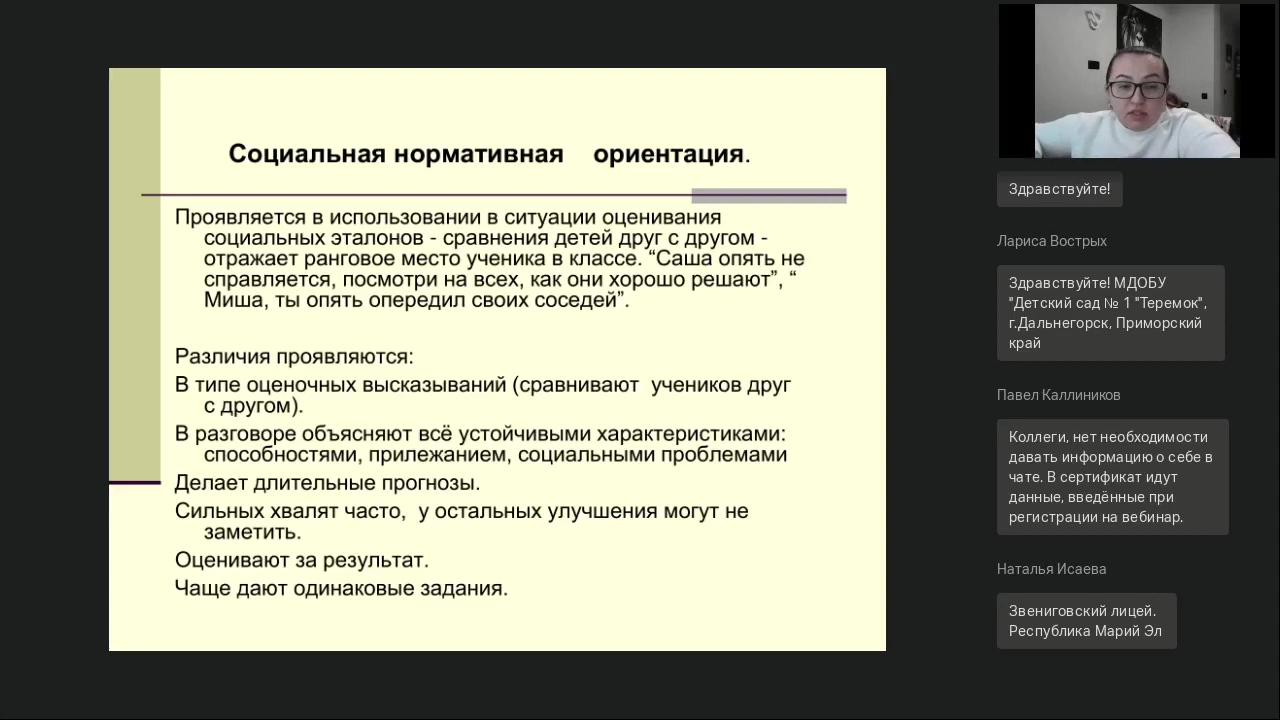 Социальная нормативная ориентация.
Проявляется в использовании в ситуации оценивания
социальных эталонов - сравнения детей друг с другом -
отражает ранговое место ученика в классе. “Саша опять не
справляется, посмотри на всех, как они хорошо решают”, “
Миша, ты опять опередил своих соседей”.
Различия проявляются:
В типе оценочных высказываний (сравнивают учеников друг
с другом).
В разговоре объясняют всё устойчивыми характеристиками:
способностями, прилежанием, социальными проблемами
Делает длительные прогнозы.
Сильных хвалят часто, у остальных улучшения могут не
заметить.
Оценивают за результат.
Чаще дают одинаковые задания.
Здравствуйте!
Лариса Вострых
Здравствуйте! МДОБУ
"Детский сад № 1 "Теремок",
г.Дальнегорск, Приморский
край
Павел Каллиников
Коллеги, нет необходимости
давать информацию о себе в
чате. В сертификат идут
данные, введённые при
регистрации на вебинар.
Наталья Исаева
Звениговский лицей.
Республика Марий Эл